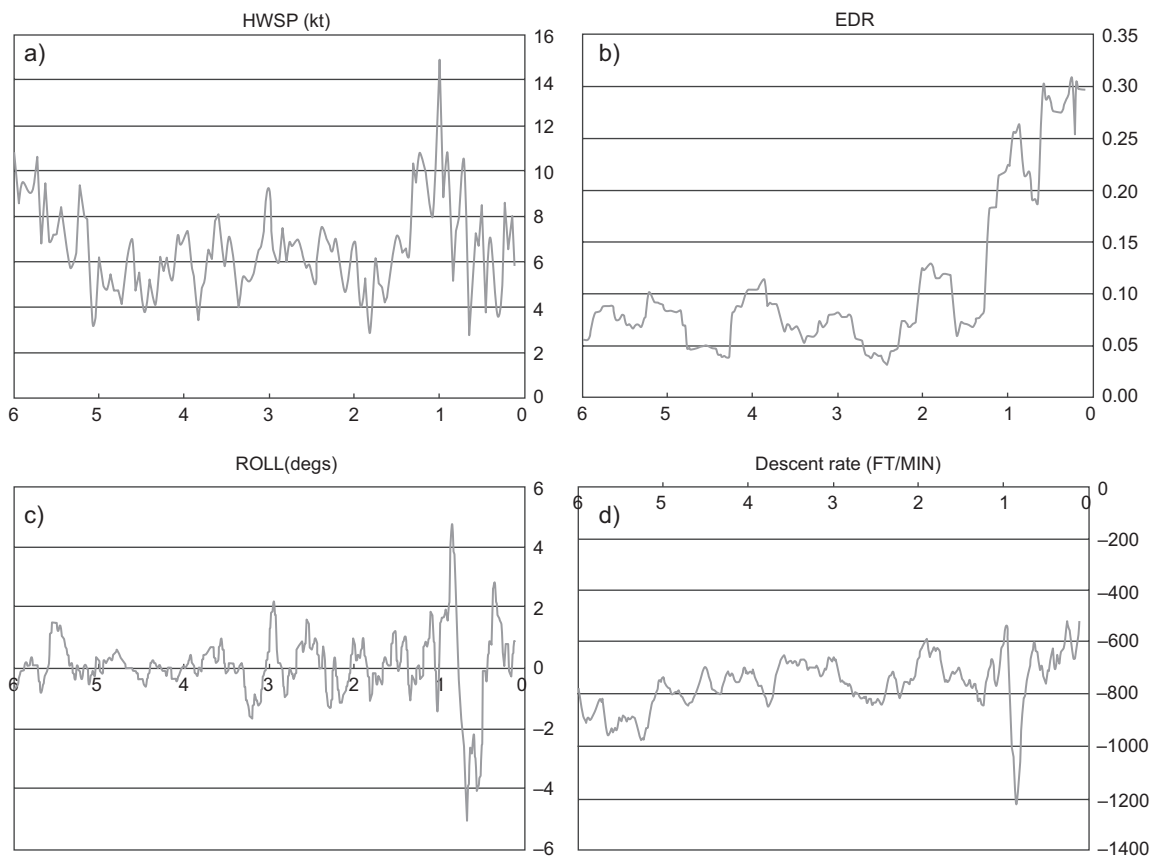 HWSP (kt)
a)
16
14
12
10
8
6
4
2
0
6 5 4 3 2 1 0
EDR
b)
0.35
0.30
0.25
0.20
0.15
0.10
0.05
0.00
6 5 4 3 2 1 0
ROLL(degs)
c)
6
4
2
0
–2
–4
–6
6 5 4 3 2 1 0
Descent rate (FT/MIN)
d)
6 5 4 3 2 1
0
–200
–400
–600
–800
–1000
–1200
–1400